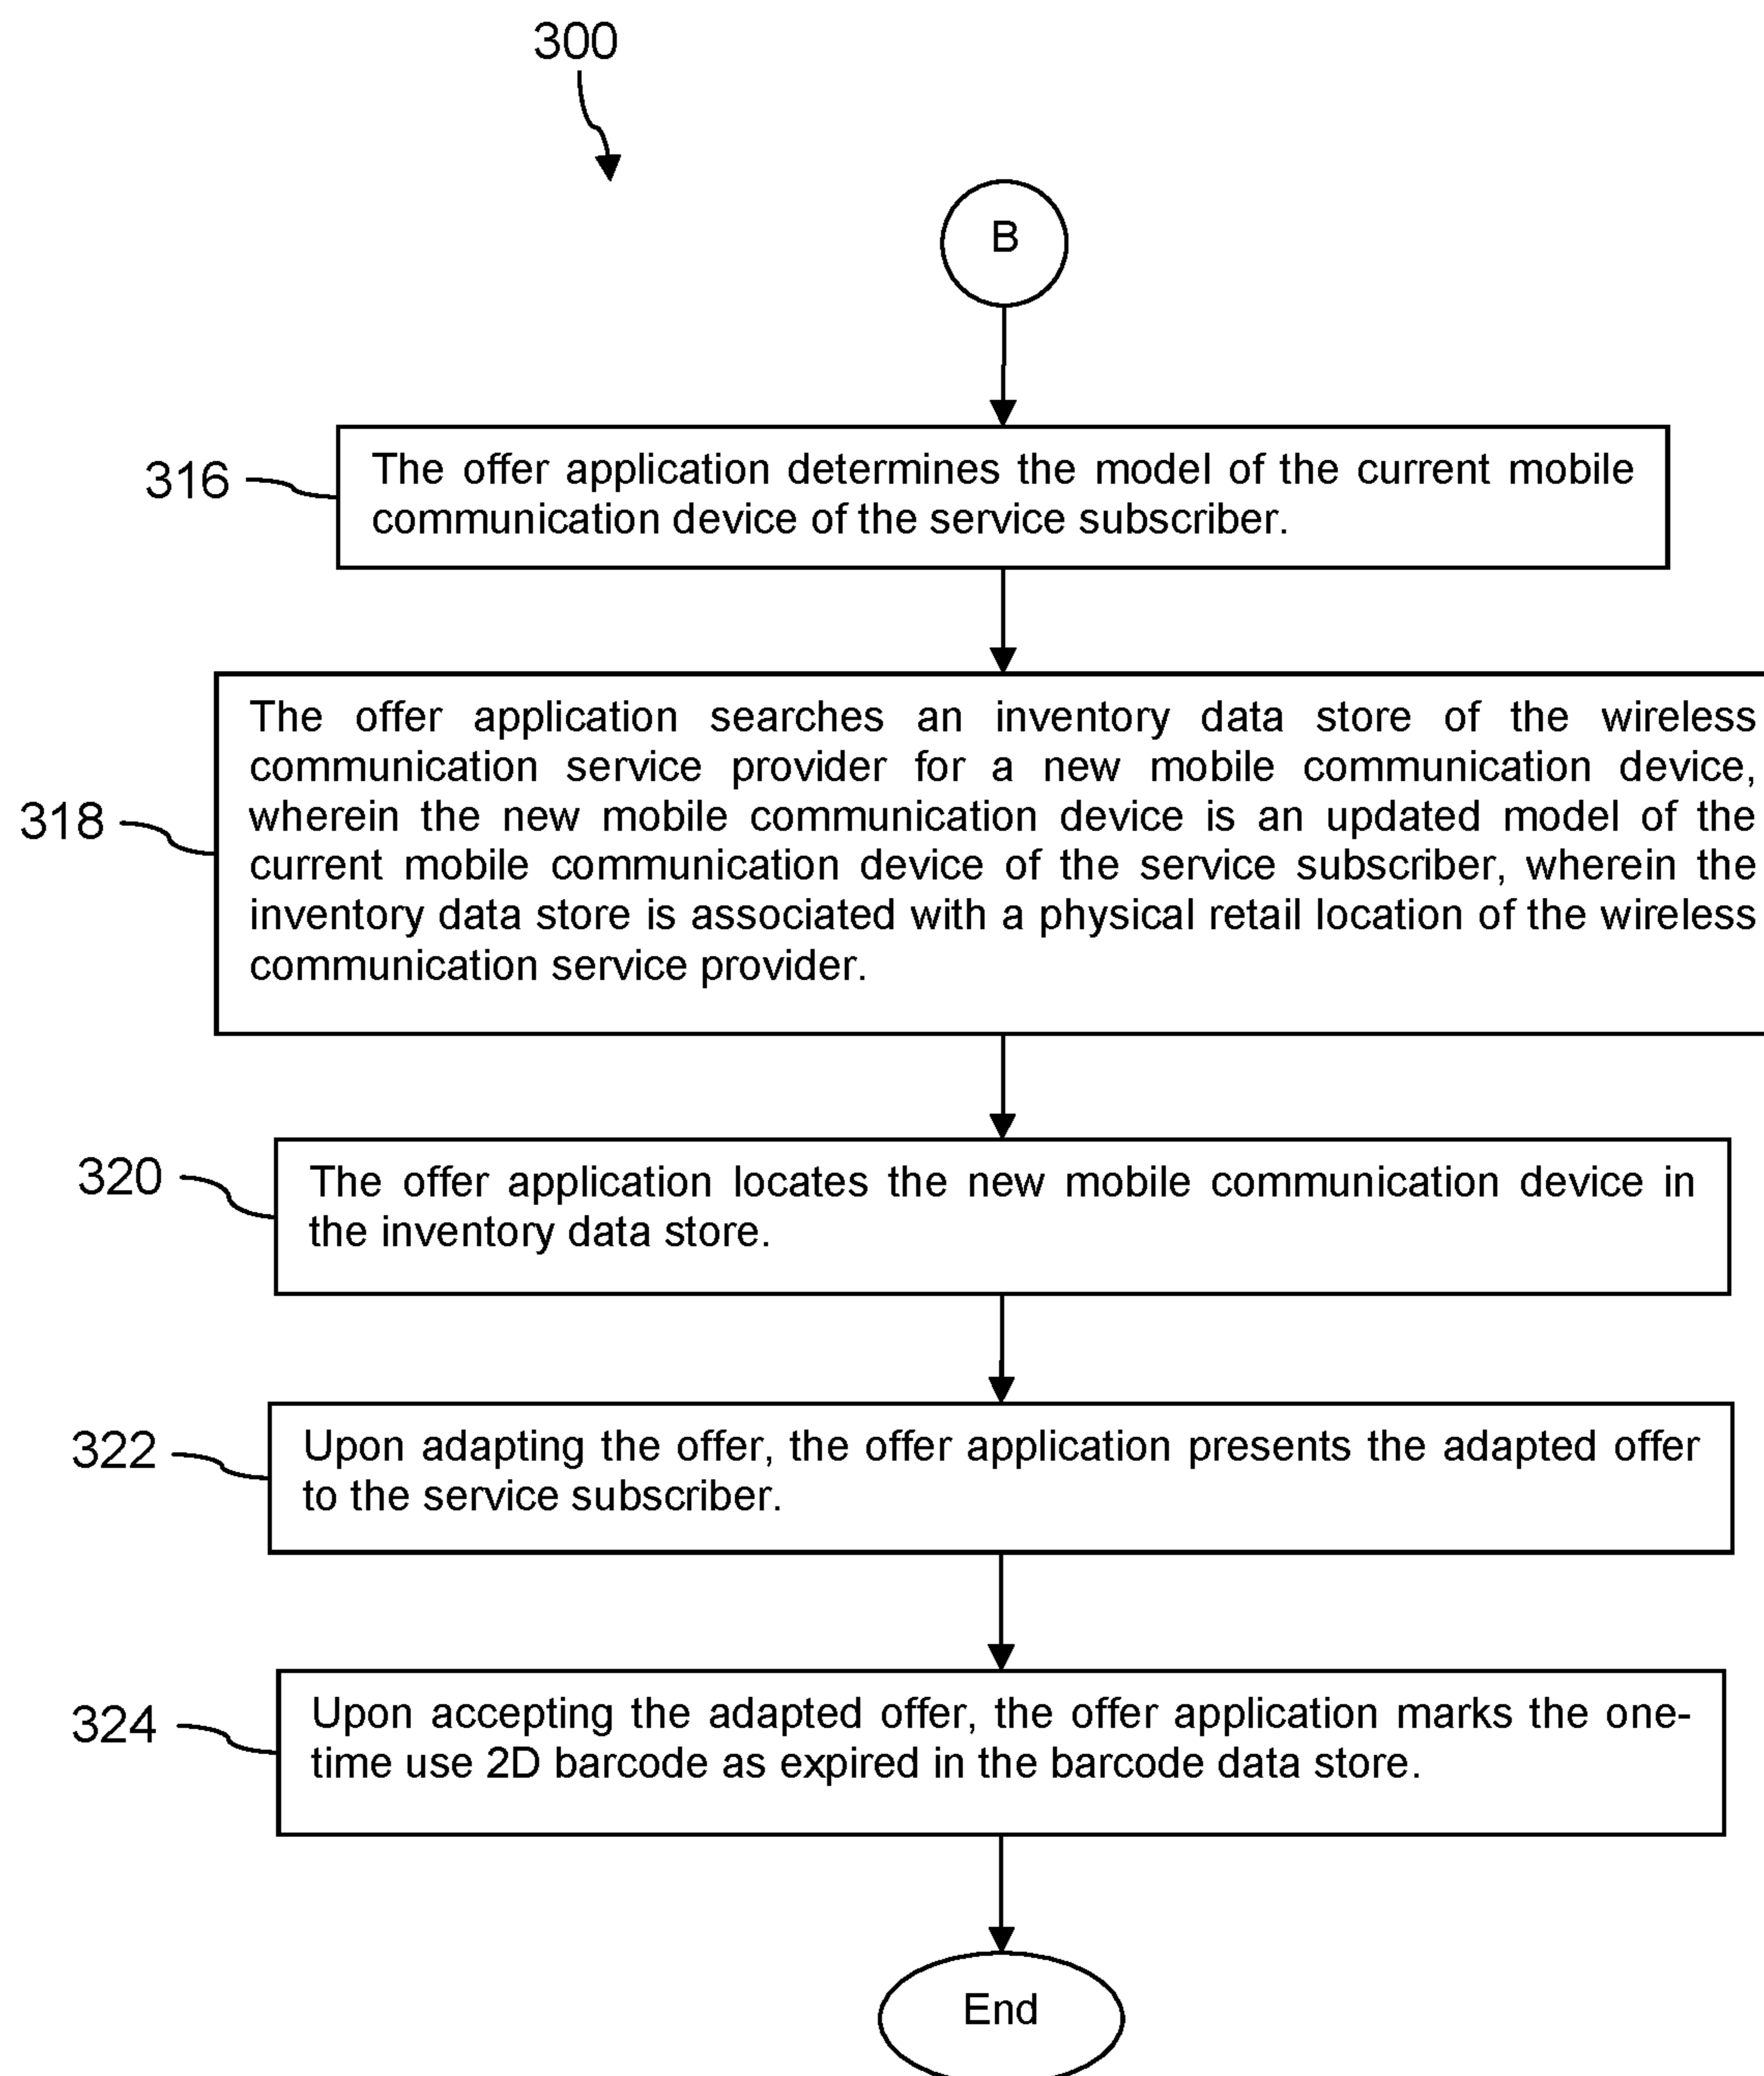 300
B
316
The offer application determines the model of the current mobile
communication device of the service subscriber.
318
The offer application searches an inventory data store of the wireless
communication service provider for a new mobile communication device,
wherein the new mobile communication device is an updated model of the
current mobile communication device of the service subscriber, wherein the
inventory data store is associated with a physical retail location of the wireless
communication service provider.
320
The offer application locates the new mobile communication device in
the inventory data store.
322
Upon adapting the offer, the offer application presents the adapted offer
to the service subscriber.
324
Upon accepting the adapted offer, the offer application marks the one-
time use 2D barcode as expired in the barcode data store.
End